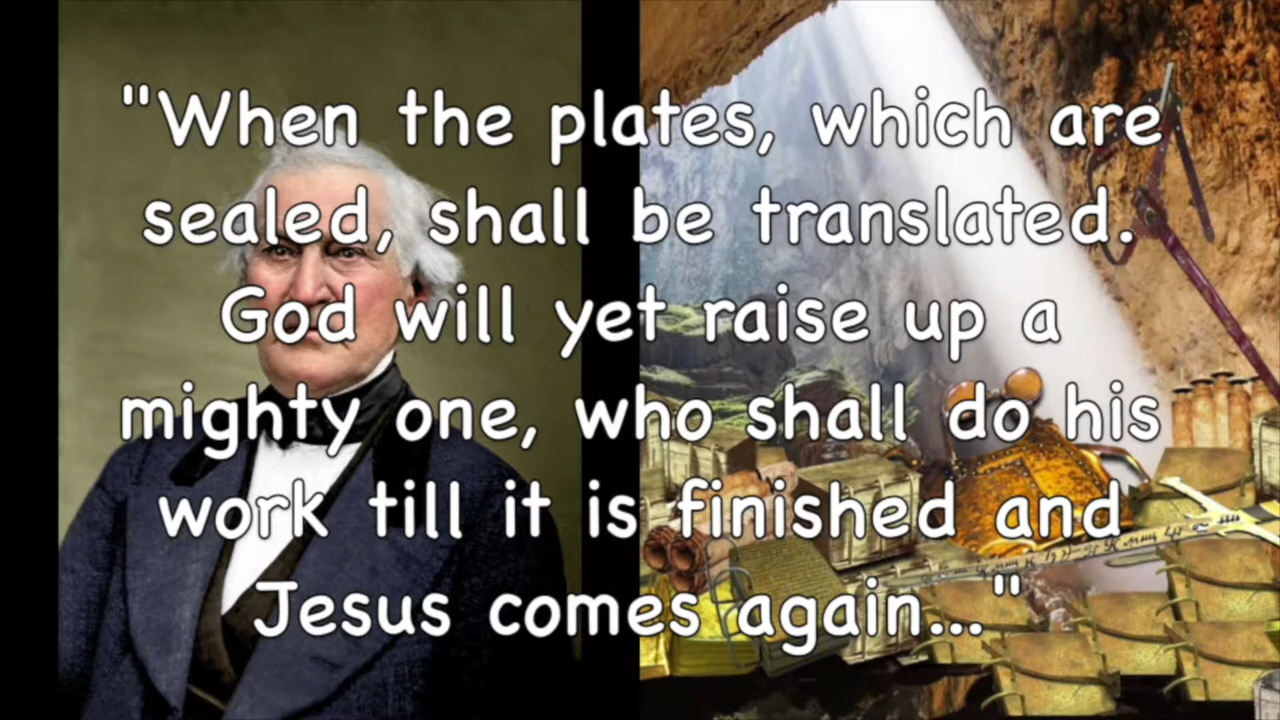 "When the plates, which are
sealed, shall be translated.
God will yet raise up a
mighty one, who shall do his
work till it is finished and
Jesus comes again..."